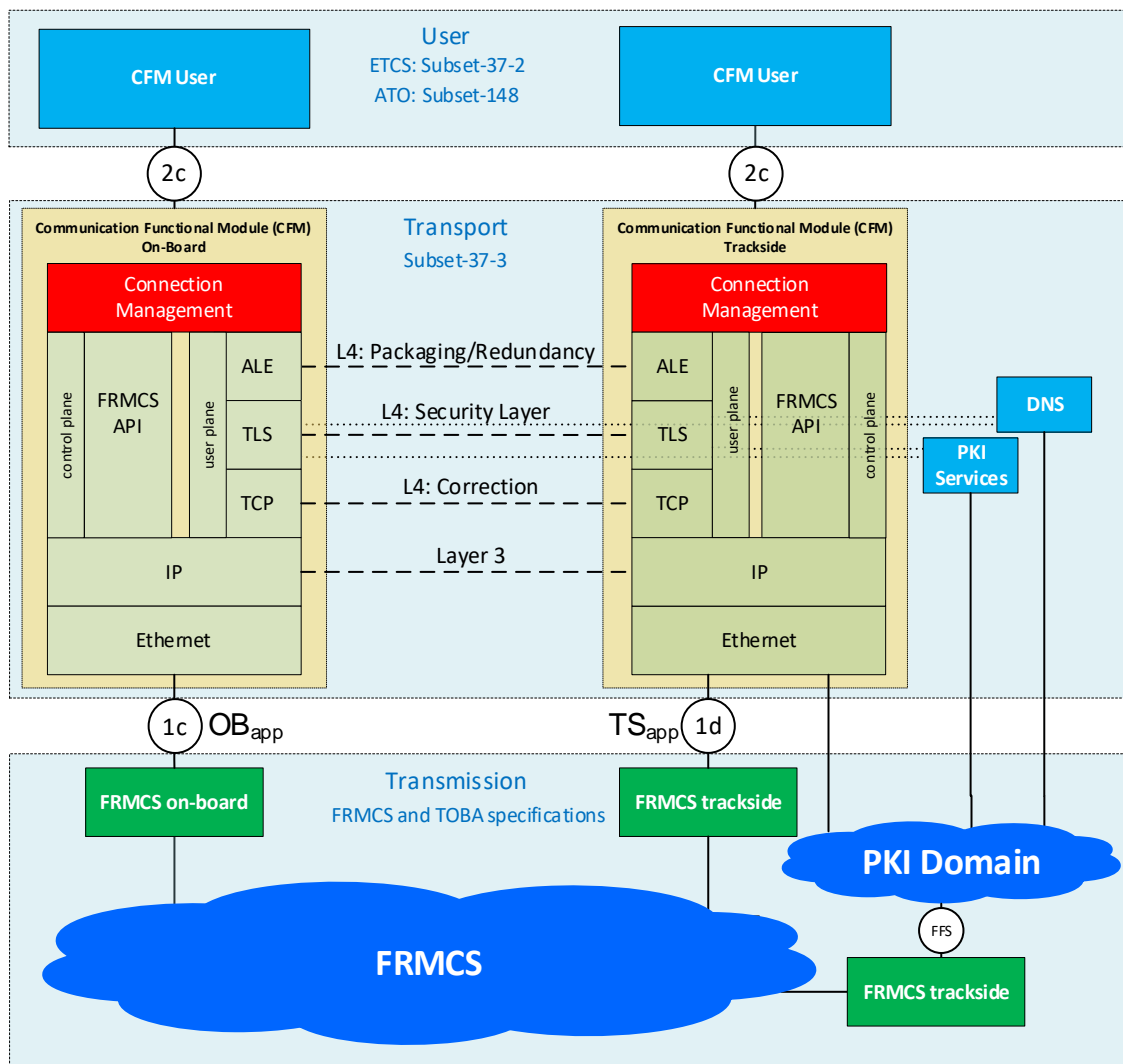 User
ETCS: Subset-37-2
ATO: Subset-148
CFM User
CFM User
2c
2c
Communication Functional Module (CFM)
On-Board
Transport
Subset-37-3
Communication Functional Module (CFM)
Trackside
Connection
Management
Connection
Management
control plane
FRMCS
API
user plane
ALE
TLS
TCP
L4: Packaging/Redundancy
L4: Security Layer
L4: Correction
Layer 3
ALE
TLS
TCP
user plane
FRMCS
API
control plane
DNS
PKI
Services
IP
IP
Ethernet
Ethernet
1c
OBapp
TSapp
1d
Transmission
FRMCS and TOBA specifications
FRMCS on-board
FRMCS trackside
PKI Domain
FFS
FRMCS
FRMCS trackside